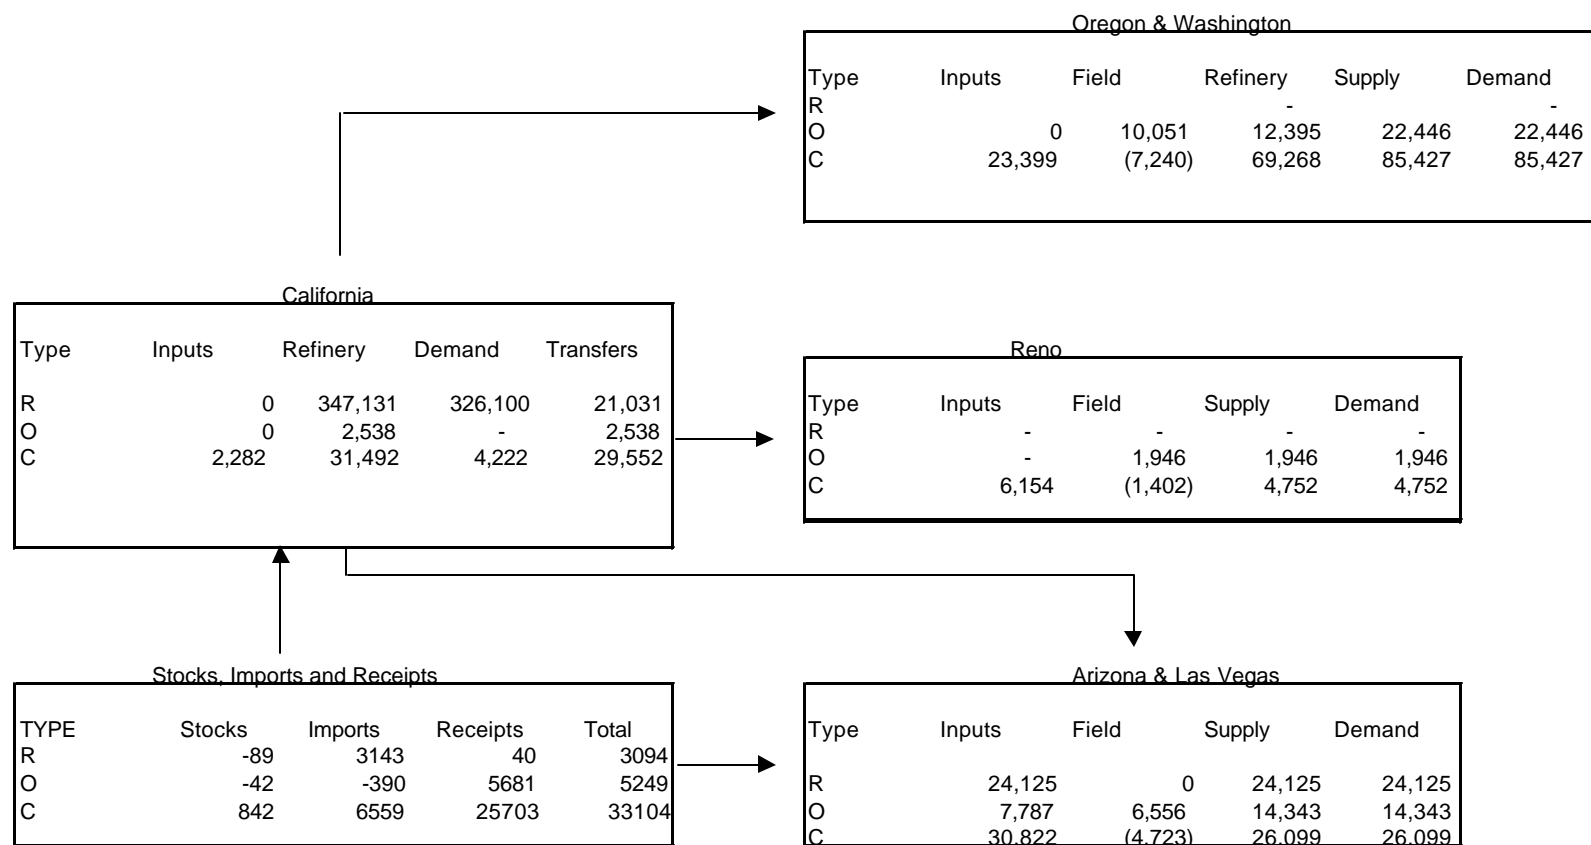 Oregon & Washington
Type Inputs Field Refinery Supply Demand
R - -
O 0 10,051 12,395 22,446 22,446
C 23,399 (7,240) 69,268 85,427 85,427
California
Type Inputs Refinery Demand Transfers
R 0 347,131 326,100 21,031
O 0 2,538 - 2,538
C 2,282 31,492 4,222 29,552
Reno
Type Inputs Field Supply Demand
R - - - -
O - 1,946 1,946 1,946
C 6,154 (1,402) 4,752 4,752
Stocks, Imports and Receipts
TYPE Stocks Imports Receipts Total
R -89 3143 40 3094
O -42 -390 5681 5249
C 842 6559 25703 33104
Arizona & Las Vegas
Type Inputs Field Supply Demand
R 24,125 0 24,125 24,125
O 7,787 6,556 14,343 14,343
C 30,822 (4,723) 26,099 26,099